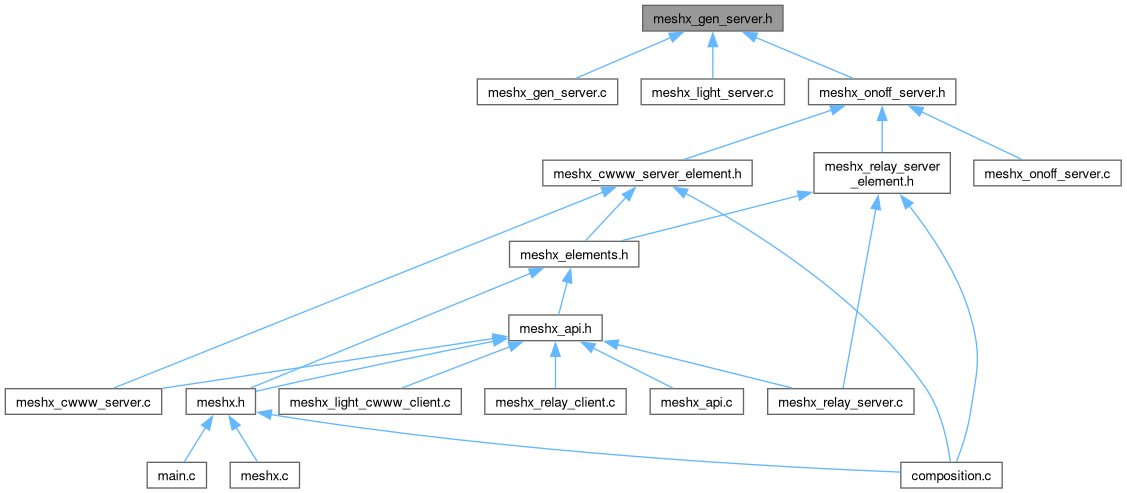 meshx_gen_server.h
meshx_gen_server.c
meshx_light_server.c
meshx_onoff_server.h
meshx_cwww_server_element.h
meshx_relay_server
_element.h
meshx_onoff_server.c
meshx_elements.h
meshx_api.h
meshx_cwww_server.c
meshx.h
meshx_light_cwww_client.c
meshx_relay_client.c
meshx_api.c
meshx_relay_server.c
main.c
meshx.c
composition.c